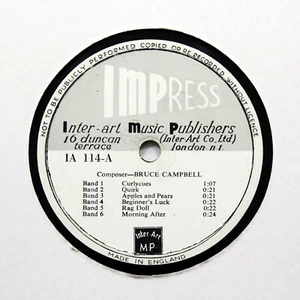 NOT TO BE PUBLICLY PERFORMED COPIED OR RE-RECORDED WITHOUT
IMPRESS
Inter-art Music Publishers
16 duncan (Inter-Art Co. Ltd)
terrace London n 1
IA 114-A
Composer—BRUCE CAMPBELL
Band 1 Curlycues 1:07
Band 2 Quirk 0:21
Band 3 Apples and Pears 0:21
Band 4 Beginner's Luck 0:22
Band 5 Rag Doll 0:22
Band 6 Morning After 0:24
Inter-Art
MP
MADE IN ENGLAND